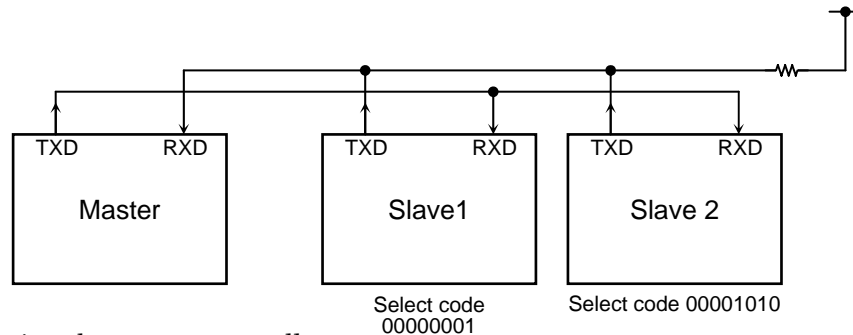 TXD RXD TXD RXD TXD RXD
Master Slave1 Slave 2
Select code
00000001
Select code 00001010